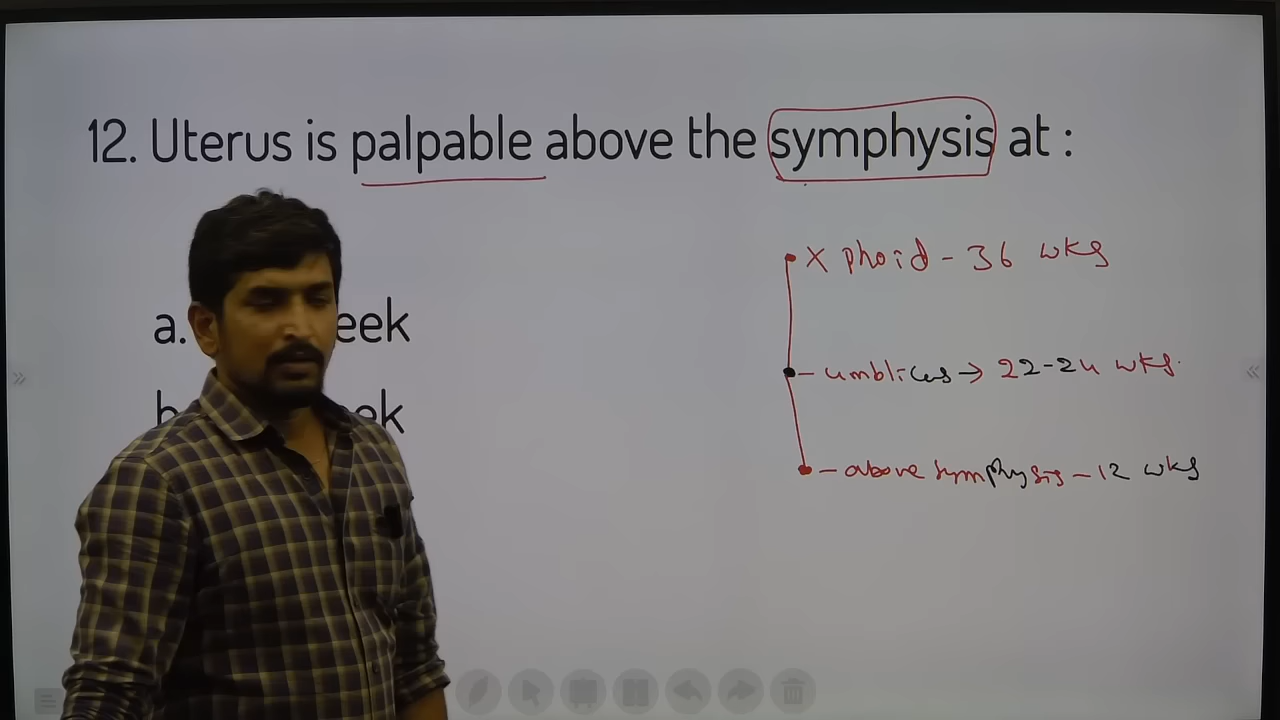 12. Uterus is palpable above the symphysis at :
X phoid - 36 wks
a. eek
- umblicus → 22-24 wks.
b. ek
- above symphysis - 12 wks